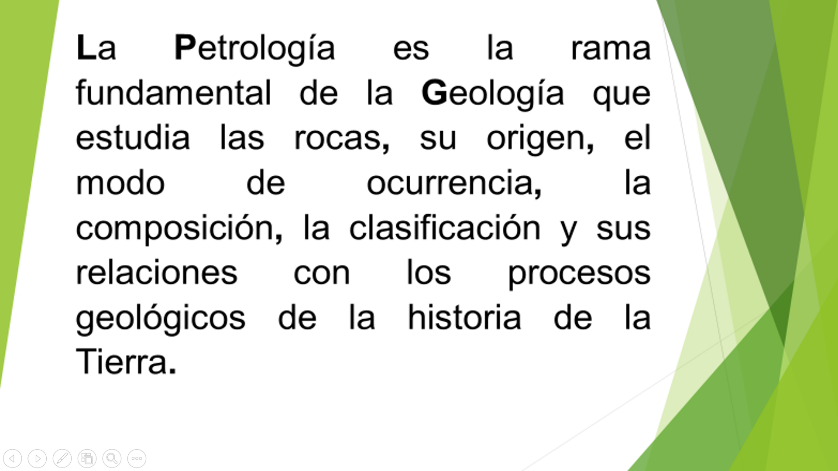 La Petrología es la rama
fundamental de la Geología que
estudia las rocas, su origen, el
modo de ocurrencia, la
composición, la clasificación y sus
relaciones con los procesos
geológicos de la historia de la
Tierra.